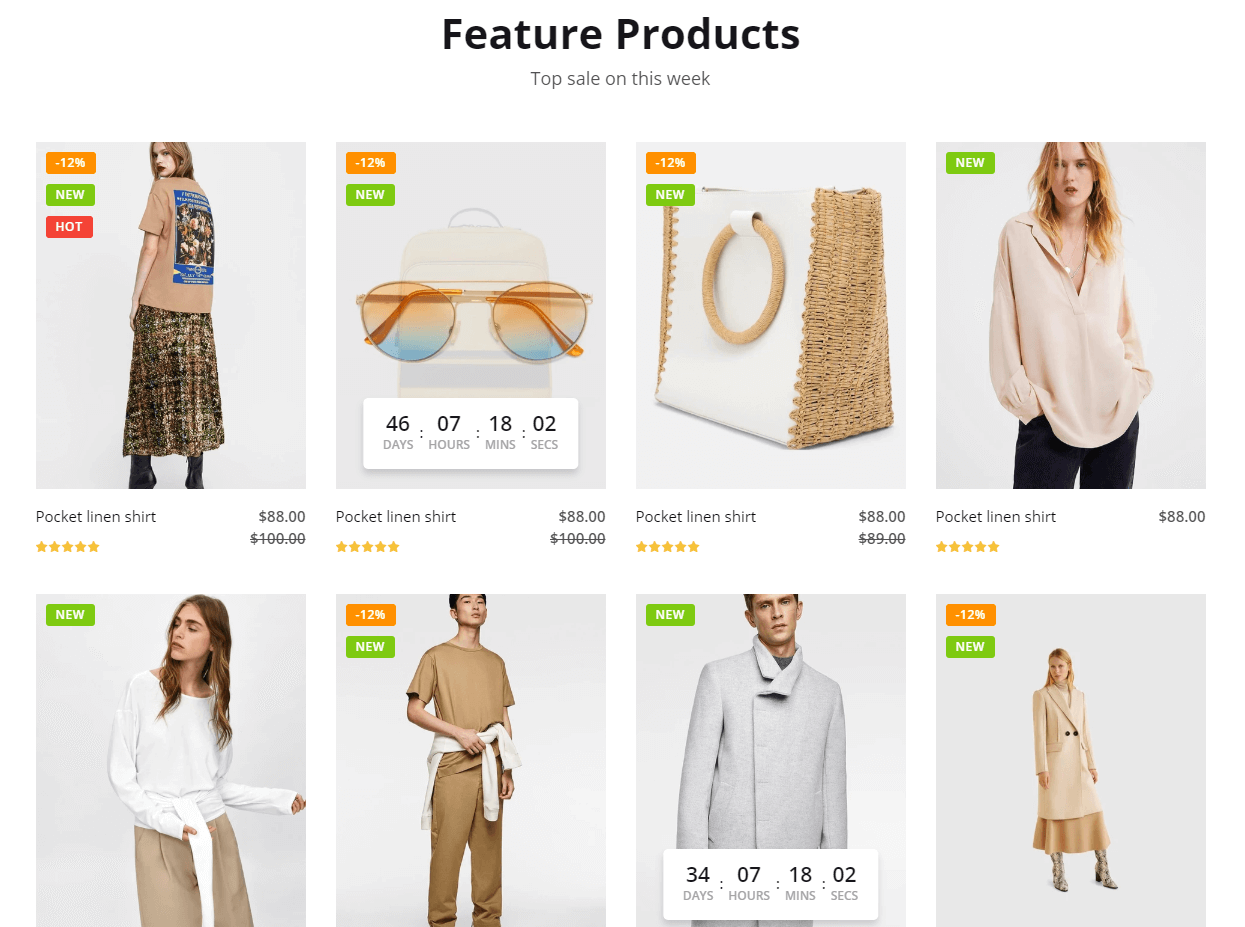 Feature Products
Top sale on this week
-12%
NEW
HOT
-12%
NEW
46 : 07 : 18 : 02
DAYS HOURS MINS SECS
-12%
NEW
NEW
Pocket linen shirt $88.00
$100.00
Pocket linen shirt $88.00
$100.00
Pocket linen shirt $88.00
$89.00
Pocket linen shirt $88.00
NEW
-12%
NEW
NEW
34 : 07 : 18 : 02
DAYS HOURS MINS SECS
-12%
NEW